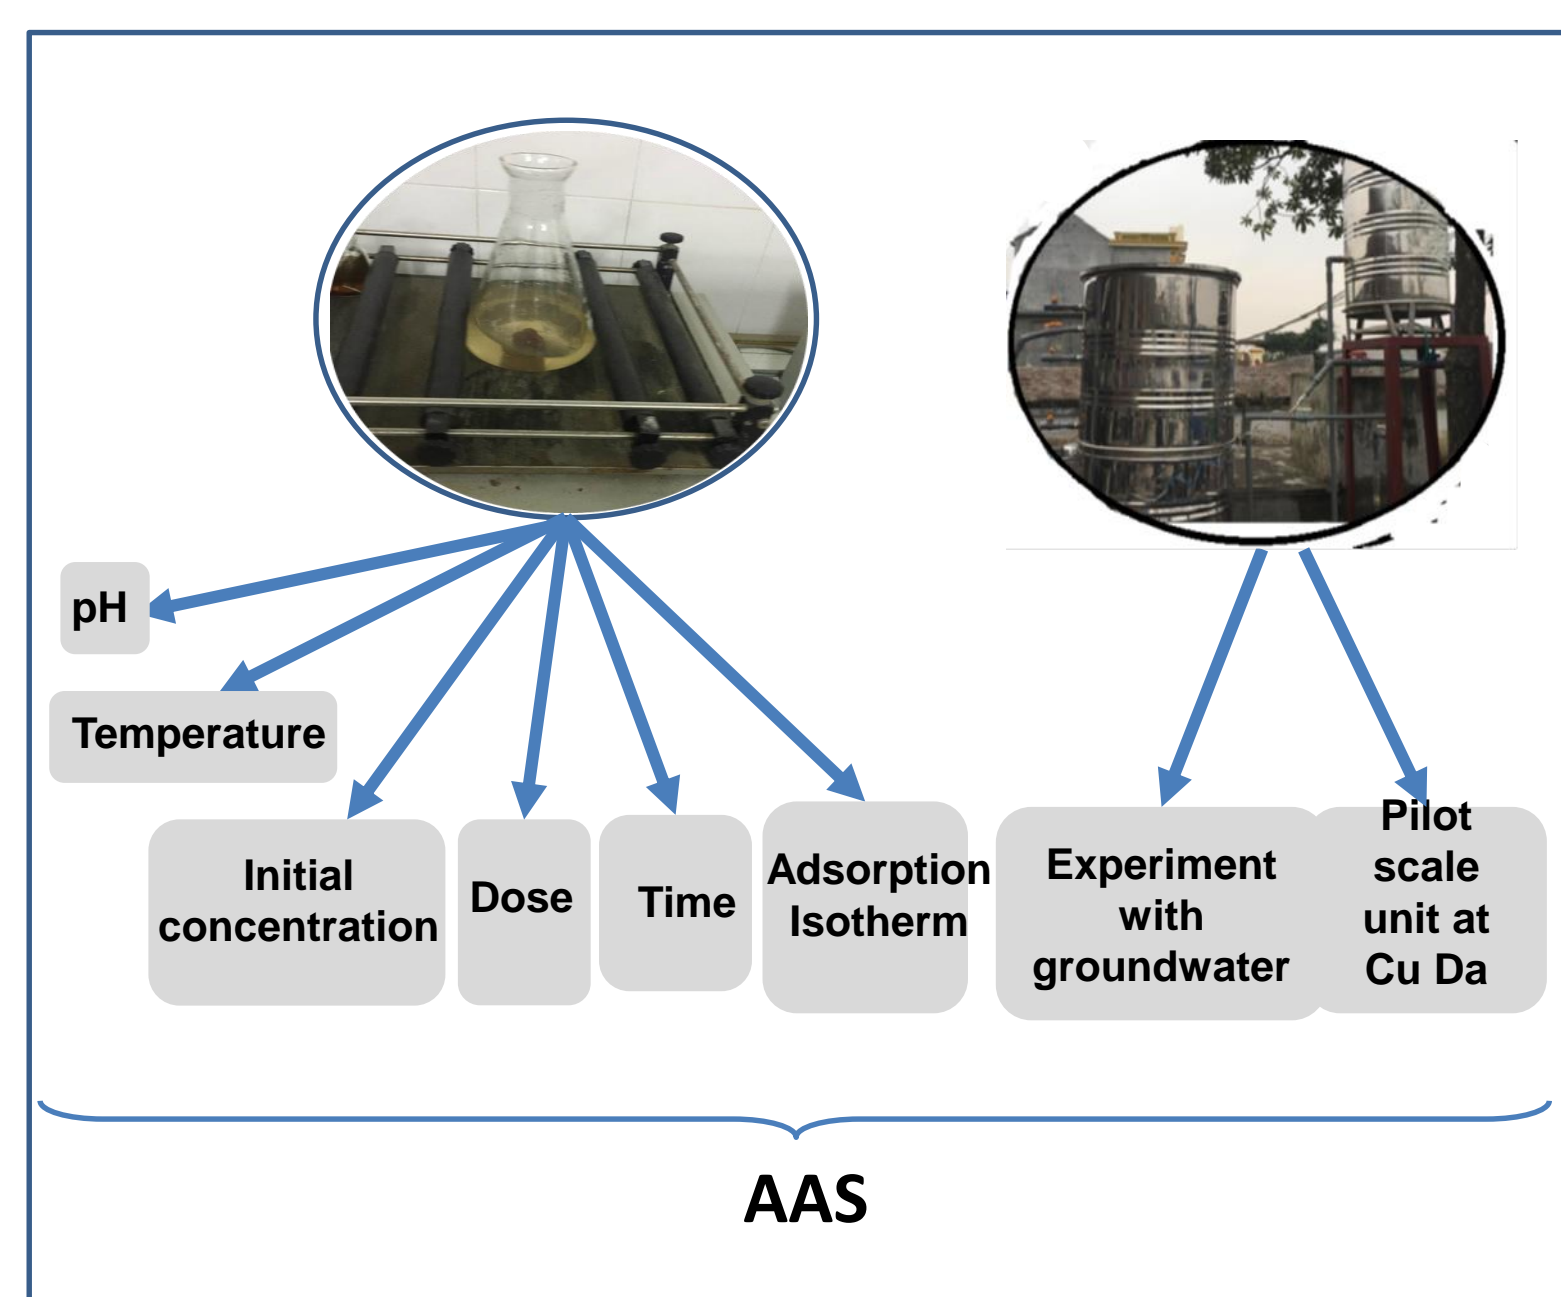 pH
Temperature
Initial
concentration
Dose
Time
Adsorption
Isotherm
Experiment
with
groundwater
Pilot
scale
unit at
Cu Da
AAS